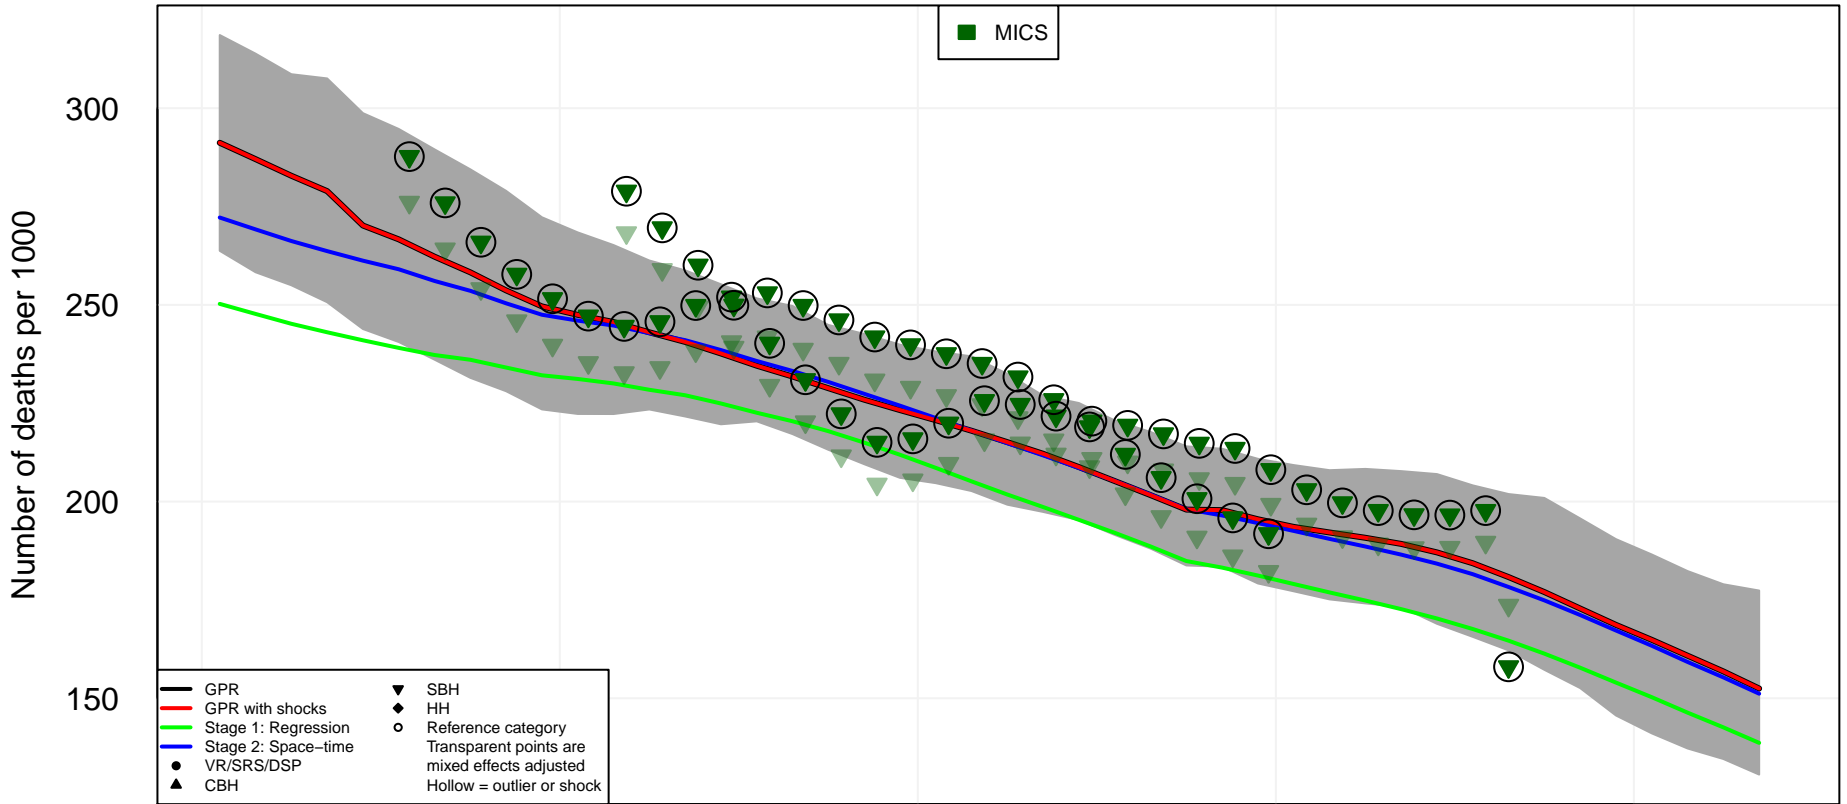 MICS
300
250
200
150
Number of deaths per 1000
GPR
GPR with shocks
Stage 1: Regression
Stage 2: Space−time
VR/SRS/DSP
CBH
SBH
HH
Reference category
Transparent points are
mixed effects adjusted
Hollow = outlier or shock